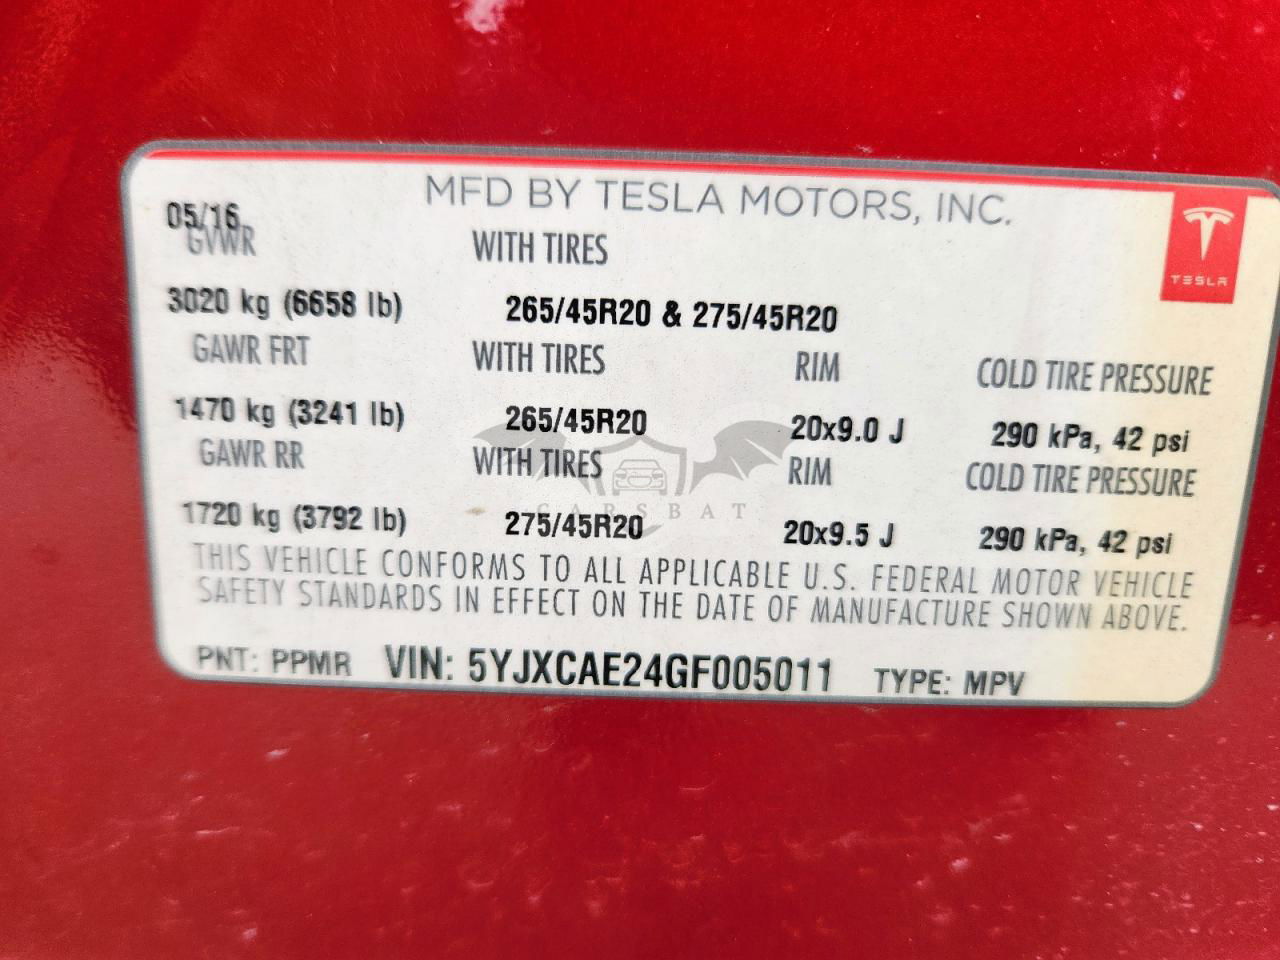 MFD BY TESLA MOTORS, INC.
05/16
GVWR WITH TIRES
TESLA
3020 kg (6658 lb) 265/45R20 & 275/45R20
GAWR FRT WITH TIRES RIM COLD TIRE PRESSURE
1470 kg (3241 lb) 265/45R20 20x9.0 J 290 kPa, 42 psi
GAWR RR WITH TIRES RIM COLD TIRE PRESSURE
CARSBAT
1720 kg (3792 lb) 275/45R20 20x9.5 J 290 kPa, 42 psi
THIS VEHICLE CONFORMS TO ALL APPLICABLE U.S. FEDERAL MOTOR VEHICLE
SAFETY STANDARDS IN EFFECT ON THE DATE OF MANUFACTURE SHOWN ABOVE.
PNT: PPMR VIN: 5YJXCAE24GF005011 TYPE: MPV